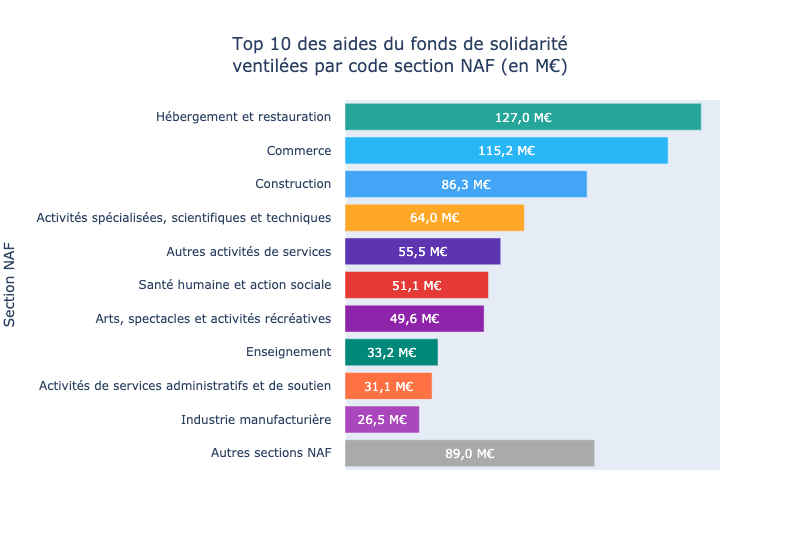 Top 10 des aides du fonds de solidarité
ventilées par code section NAF (en M€)
Section NAF
Hébergement et restauration 127,0 M€
Commerce 115,2 M€
Construction 86,3 M€
Activités spécialisées, scientifiques et techniques 64,0 M€
Autres activités de services 55,5 M€
Santé humaine et action sociale 51,1 M€
Arts, spectacles et activités récréatives 49,6 M€
Enseignement 33,2 M€
Activités de services administratifs et de soutien 31,1 M€
Industrie manufacturière 26,5 M€
Autres sections NAF 89,0 M€